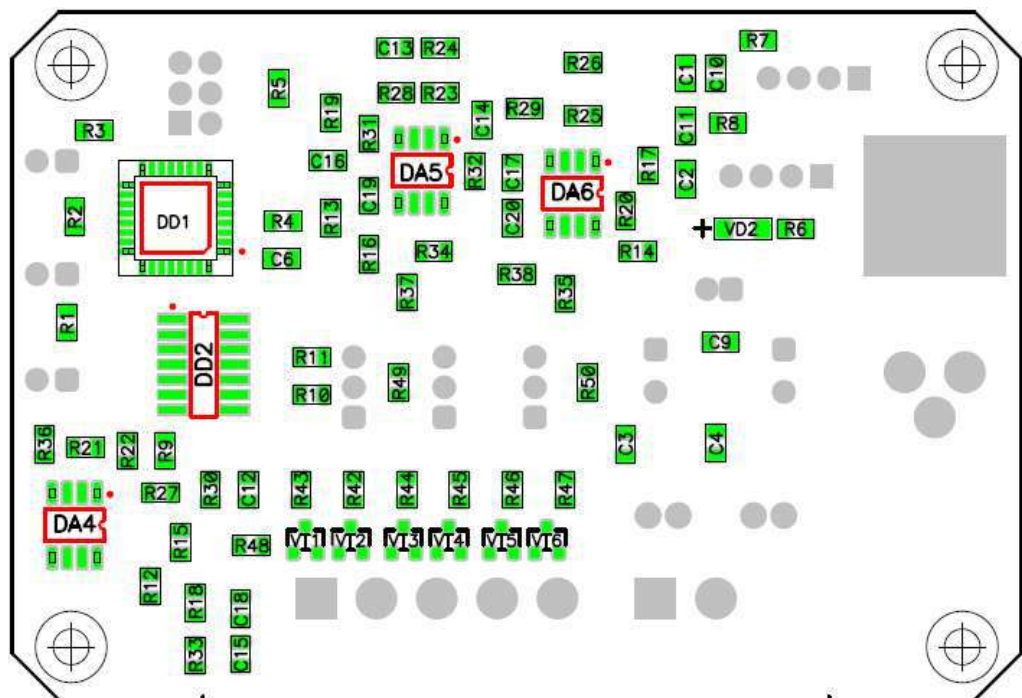 C13 R24
R7
R26
C1 C10
R5
R28 R23
R19 R29
C14
R25
C11 R8
R3
R31
C16
DA5 R32 C17
R17
C2
DA6
C19
R2
DD1
R4
R13 C20 R20
+ VD2 R6
R16
R34
R14
C6
R38
R37 R35
R1
C9
R11
DD2
R49 R50
R10
R36 R21 R22 R9
C3 C4
R27 R30 C12 R43 R42 R44 R45 R46 R47
DA4
R15
R48 VT1 VT2 VT3 VT4 VT5 VT6
R12
R18 C18
R33 C15